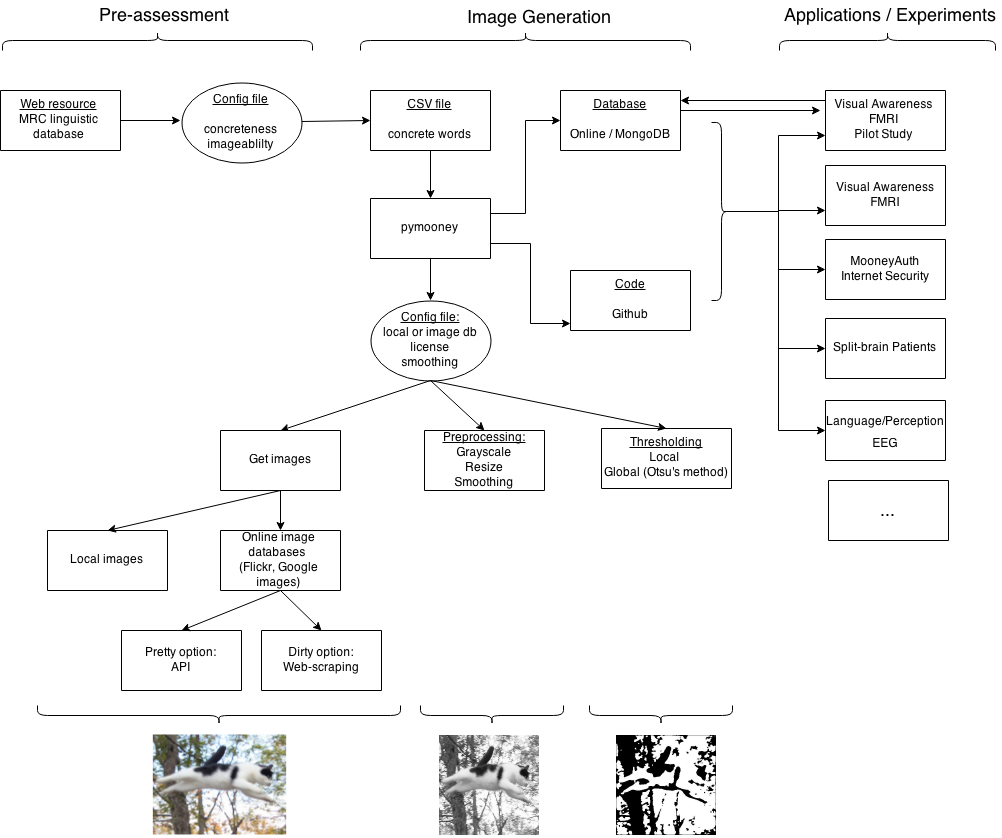 Pre-assessment
Image Generation
Applications / Experiments
Web resource
MRC linguistic
database
Config file
concreteness
imageablilty
CSV file
concrete words
Database
Online / MongoDB
Visual Awareness
FMRI
Pilot Study
pymooney
Visual Awareness
FMRI
Code
Github
MooneyAuth
Internet Security
Config file:
local or image db
license
smoothing
Split-brain Patients
Get images
Preprocessing:
Grayscale
Resize
Smoothing
Thresholding
Local
Global (Otsu's method)
Language/Perception
EEG
...
Local images
Online image
databases
(Flickr, Google
images)
Pretty option:
API
Dirty option:
Web-scraping